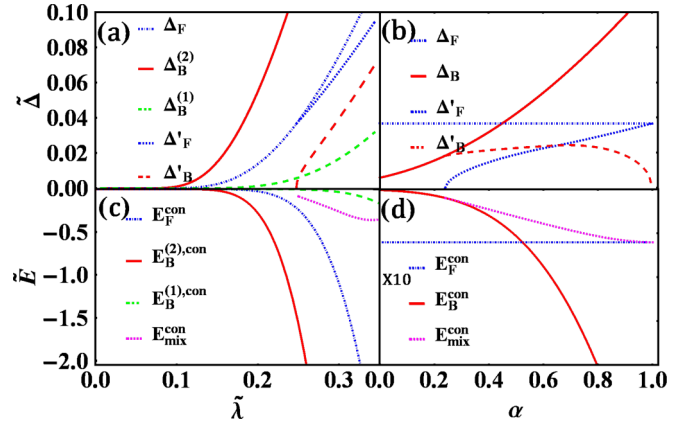 (a)
Δ_F
Δ_B^(2)
Δ_B^(1)
Δ'_F
Δ'_B
(b)
Δ_F
Δ_B
Δ'_F
Δ'_B
0.10
0.08
0.06
0.04
0.02
0.00
Δ̃
(c)
E_F^con
E_B^(2),con
E_B^(1),con
E_mix^con
(d)
X10
E_F^con
E_B^con
E_mix^con
-0.5
-1.0
-1.5
-2.0
Ẽ
0.0 0.1 0.2 0.3 0.0 0.2 0.4 0.6 0.8 1.0
λ̃ α